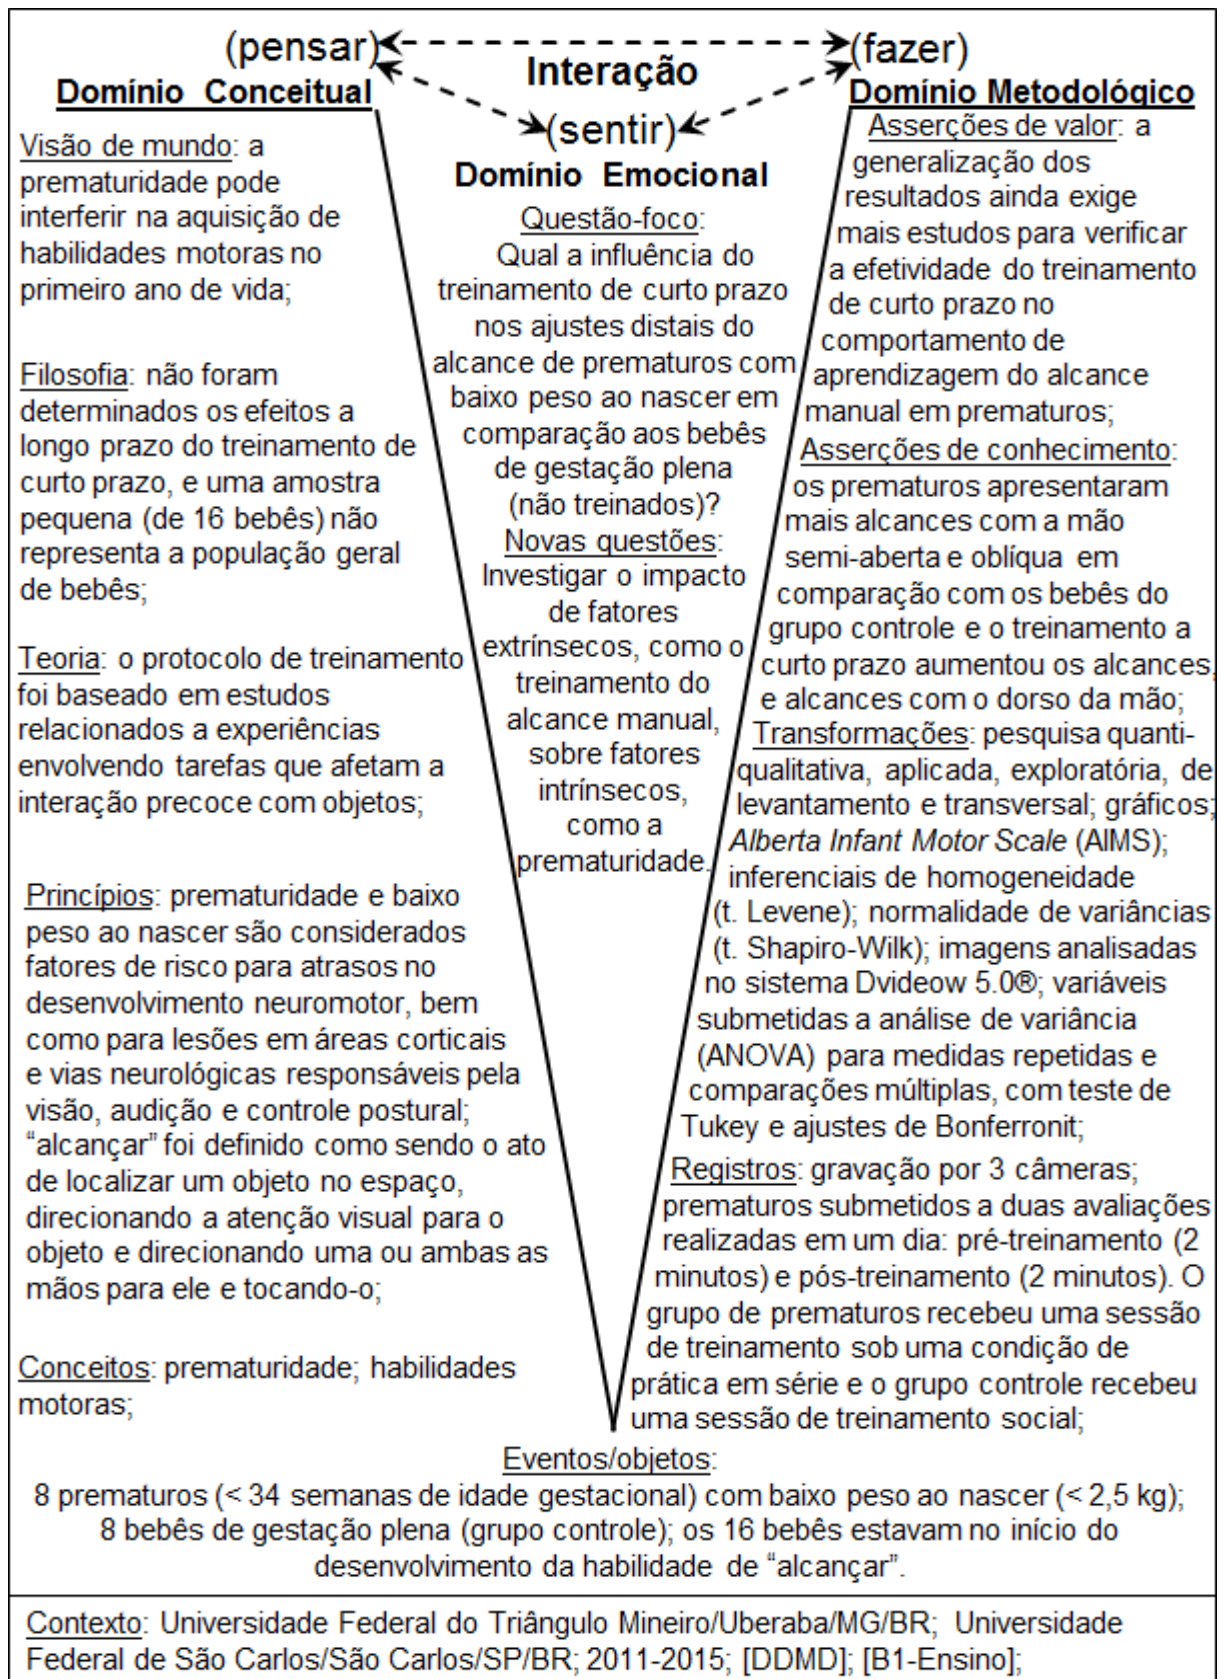 (pensar)
(fazer)
Interação
Domínio Conceitual
Domínio Metodológico
(sentir)
Domínio Emocional
Visão de mundo: a
prematuridade pode
interferir na aquisição de
habilidades motoras no
primeiro ano de vida;
Filosofia: não foram
determinados os efeitos a
longo prazo do treinamento de
curto prazo, e uma amostra
pequena (de 16 bebês) não
representa a população geral
de bebês;
Teoria: o protocolo de treinamento
foi baseado em estudos
relacionados a experiências
envolvendo tarefas que afetam a
interação precoce com objetos;
Princípios: prematuridade e baixo
peso ao nascer são considerados
fatores de risco para atrasos no
desenvolvimento neuromotor, bem
como para lesões em áreas corticais
e vias neurológicas responsáveis pela
visão, audição e controle postural;
“alcançar” foi definido como sendo o ato
de localizar um objeto no espaço,
direcionando a atenção visual para o
objeto e direcionando uma ou ambas as
mãos para ele e tocando-o;
Conceitos: prematuridade; habilidades
motoras;
Questão-foco:
Qual a influência do
treinamento de curto prazo
nos ajustes distais do
alcance de prematuros com
baixo peso ao nascer em
comparação aos bebês
de gestação plena
(não treinados)?
Novas questões:
Investigar o impacto
de fatores
extrínsecos, como o
treinamento do
alcance manual,
sobre fatores
intrínsecos,
como a
prematuridade.
Asserções de valor: a
generalização dos
resultados ainda exige
mais estudos para verificar
a efetividade do treinamento
de curto prazo no
comportamento de
aprendizagem do alcance
manual em prematuros;
Asserções de conhecimento:
os prematuros apresentaram
mais alcances com a mão
semi-aberta e oblíqua em
comparação com os bebês do
grupo controle e o treinamento a
curto prazo aumentou os alcances,
e alcances com o dorso da mão;
Transformações: pesquisa quanti-
qualitativa, aplicada, exploratória, de
levantamento e transversal; gráficos;
Alberta Infant Motor Scale (AIMS);
inferenciais de homogeneidade
(t. Levene); normalidade de variâncias
(t. Shapiro-Wilk); imagens analisadas
no sistema Dvideow 5.0®; variáveis
submetidas a análise de variância
(ANOVA) para medidas repetidas e
comparações múltiplas, com teste de
Tukey e ajustes de Bonferronit;
Registros: gravação por 3 câmeras;
prematuros submetidos a duas avaliações
realizadas em um dia: pré-treinamento (2
minutos) e pós-treinamento (2 minutos). O
grupo de prematuros recebeu uma sessão
de treinamento sob uma condição de
prática em série e o grupo controle recebeu
uma sessão de treinamento social;
Eventos/objetos:
8 prematuros (< 34 semanas de idade gestacional) com baixo peso ao nascer (< 2,5 kg);
8 bebês de gestação plena (grupo controle); os 16 bebês estavam no início do
desenvolvimento da habilidade de “alcançar”.
Contexto: Universidade Federal do Triângulo Mineiro/Uberaba/MG/BR; Universidade
Federal de São Carlos/São Carlos/SP/BR; 2011-2015; [DDMD]; [B1-Ensino];